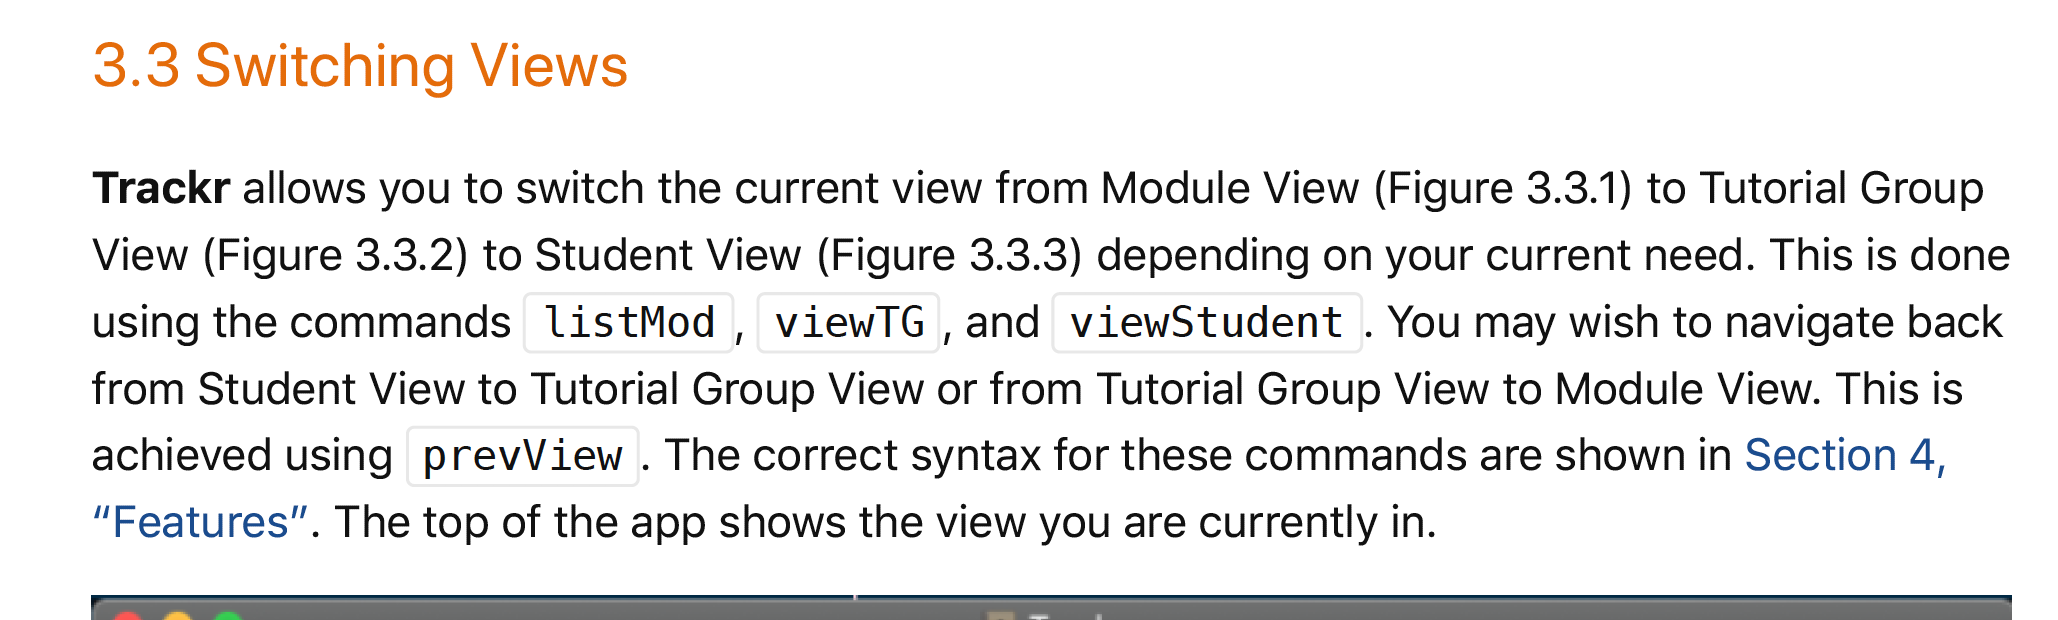 3.3 Switching Views
Trackr allows you to switch the current view from Module View (Figure 3.3.1) to Tutorial Group
View (Figure 3.3.2) to Student View (Figure 3.3.3) depending on your current need. This is done
using the commands listMod, viewTG, and viewStudent. You may wish to navigate back
from Student View to Tutorial Group View or from Tutorial Group View to Module View. This is
achieved using prevView. The correct syntax for these commands are shown in Section 4,
“Features”. The top of the app shows the view you are currently in.